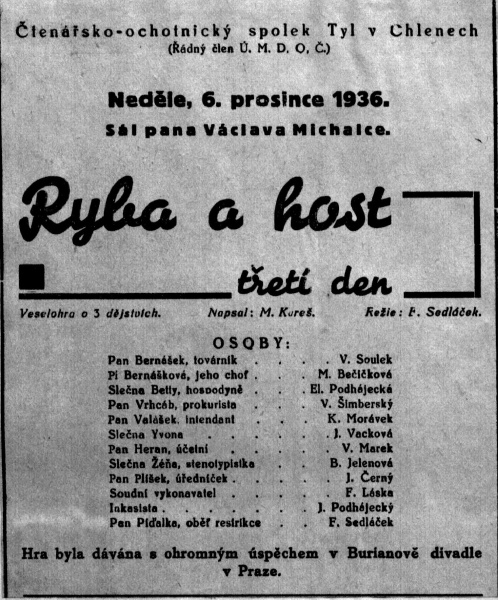 Čtenářsko-ochotnický spolek Tyl v Chlenech
(Řádný člen Ú. M. D. O. Č.)
Neděle, 6. prosince 1936.
Sál pana Václava Michalce.
Ryba a host
třetí den
Veselohra o 3 dějstvích. Napsal: M. Kareš. Režie: F. Sedláček.
OSOBY:
Pan Bernášek, továrník . . . . V. Soulek
Pí Bernášková, jeho choť . . . M. Bečičková
Slečna Betty, hospodyně . . . El. Podhájecká
Pan Vrhcáb, prokurista . . . V. Šimberský
Pan Valášek, intendant . . . K. Morávek
Slečna Yvona . . . . . . J. Vacková
Pan Heran, účetní . . . . . V. Marek
Slečna Žéňa, stenotypistka . . B. Jelenová
Pan Plíšek, úředníček . . . . J. Černý
Soudní vykonavatel . . . . F. Láska
Inkasista . . . . . . . J. Podhájecký
Pan Píďalka, oběť restrikce . . F. Sedláček
Hra byla dávána s ohromným úspěchem v Burianově divadle
v Praze.